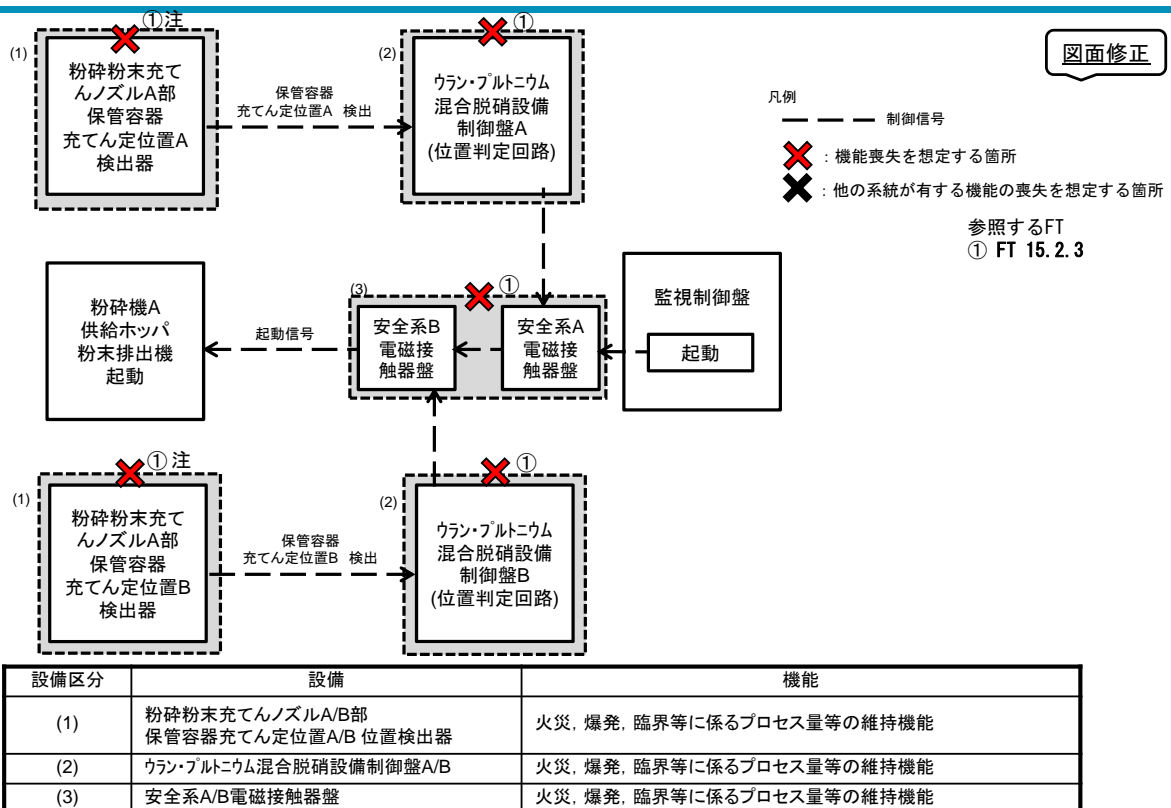 ①注
(1)
粉砕粉末充て
んノズルA部
保管容器
充てん定位置A
検出器
保管容器
充てん定位置A 検出
①
(2)
ウラン・プルトニウム
混合脱硝設備
制御盤A
(位置判定回路)
図面修正
凡例
制御信号
：機能喪失を想定する箇所
：他の系統が有する機能の喪失を想定する箇所
参照するFT
① FT 15.2.3
粉砕機A
供給ホッパ
粉末排出機
起動
起動信号
(3)
①
安全系B
電磁接
触器盤
安全系A
電磁接
触器盤
監視制御盤
起動
①注
(1)
粉砕粉末充て
んノズルA部
保管容器
充てん定位置B
検出器
保管容器
充てん定位置B 検出
①
(2)
ウラン・プルトニウム
混合脱硝設備
制御盤B
(位置判定回路)
設備区分 設備 機能
(1) 粉砕粉末充てんノズルA/B部
保管容器充てん定位置A/B 位置検出器 火災，爆発，臨界等に係るプロセス量等の維持機能
(2) ウラン・プルトニウム混合脱硝設備制御盤A/B 火災，爆発，臨界等に係るプロセス量等の維持機能
(3) 安全系A/B電磁接触器盤 火災，爆発，臨界等に係るプロセス量等の維持機能